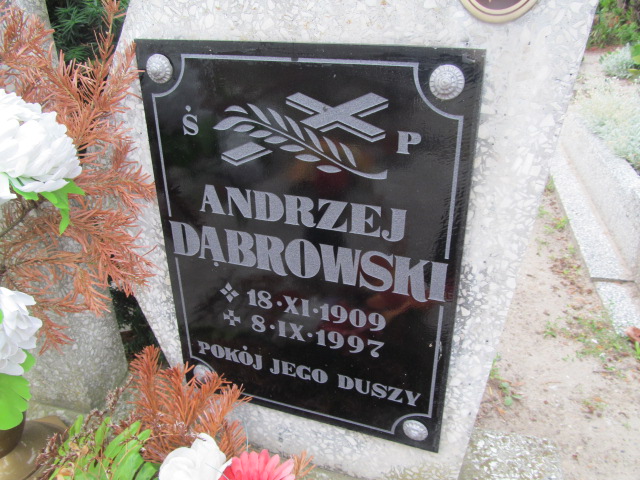 Ś P
ANDRZEJ
DĄBROWSKI
18·XI·1909
8·IX·1997
POKÓJ JEGO DUSZY